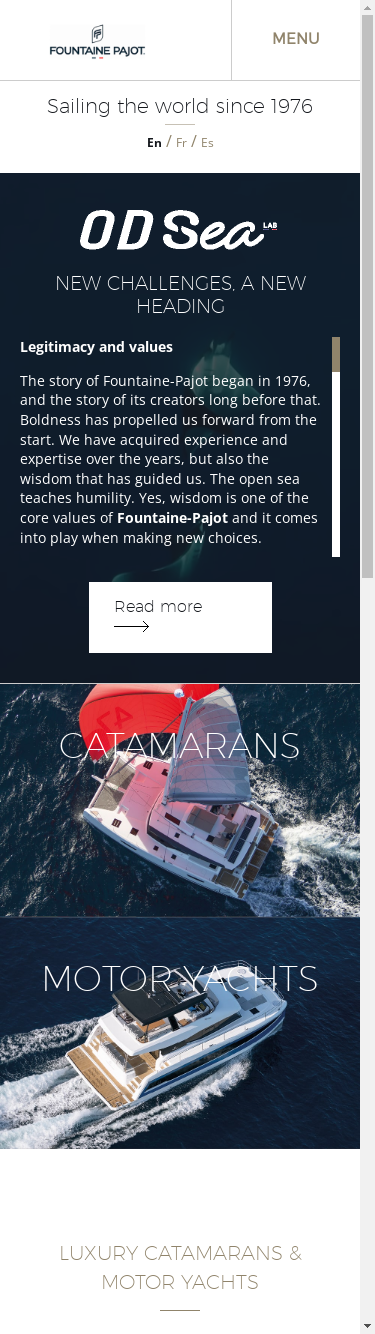 FOUNTAINE PAJOT
MENU
Sailing the world since 1976
En / Fr / Es
OD Sea LAB
NEW CHALLENGES, A NEW
HEADING
Legitimacy and values
The story of Fountaine-Pajot began in 1976,
and the story of its creators long before that.
Boldness has propelled us forward from the
start. We have acquired experience and
expertise over the years, but also the
wisdom that has guided us. The open sea
teaches humility. Yes, wisdom is one of the
core values of Fountaine-Pajot and it comes
into play when making new choices.
Read more
47
CATAMARANS
MOTOR YACHTS
LUXURY CATAMARANS &
MOTOR YACHTS